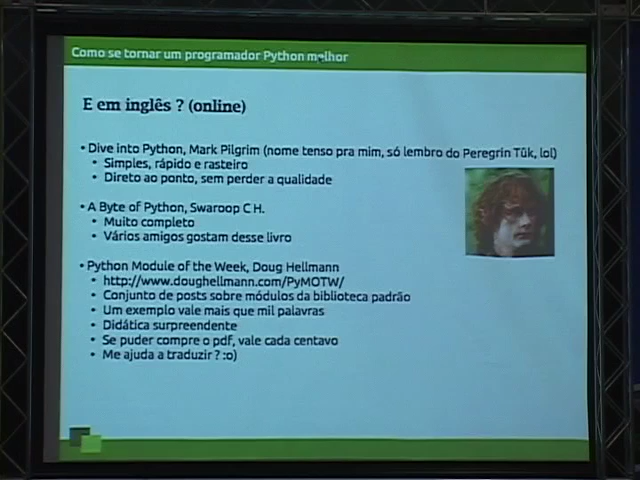 Como se tornar um programador Python melhor
E em inglês ? (online)
• Dive into Python, Mark Pilgrim (nome tenso pra mim, só lembro do Peregrin Tûk, lol)
• Simples, rápido e rasteiro
• Direto ao ponto, sem perder a qualidade
• A Byte of Python, Swaroop C H.
• Muito completo
• Vários amigos gostam desse livro
• Python Module of the Week, Doug Hellmann
• http://www.doughellmann.com/PyMOTW/
• Conjunto de posts sobre módulos da biblioteca padrão
• Um exemplo vale mais que mil palavras
• Didática surpreendente
• Se puder compre o pdf, vale cada centavo
• Me ajuda a traduzir ? :o)